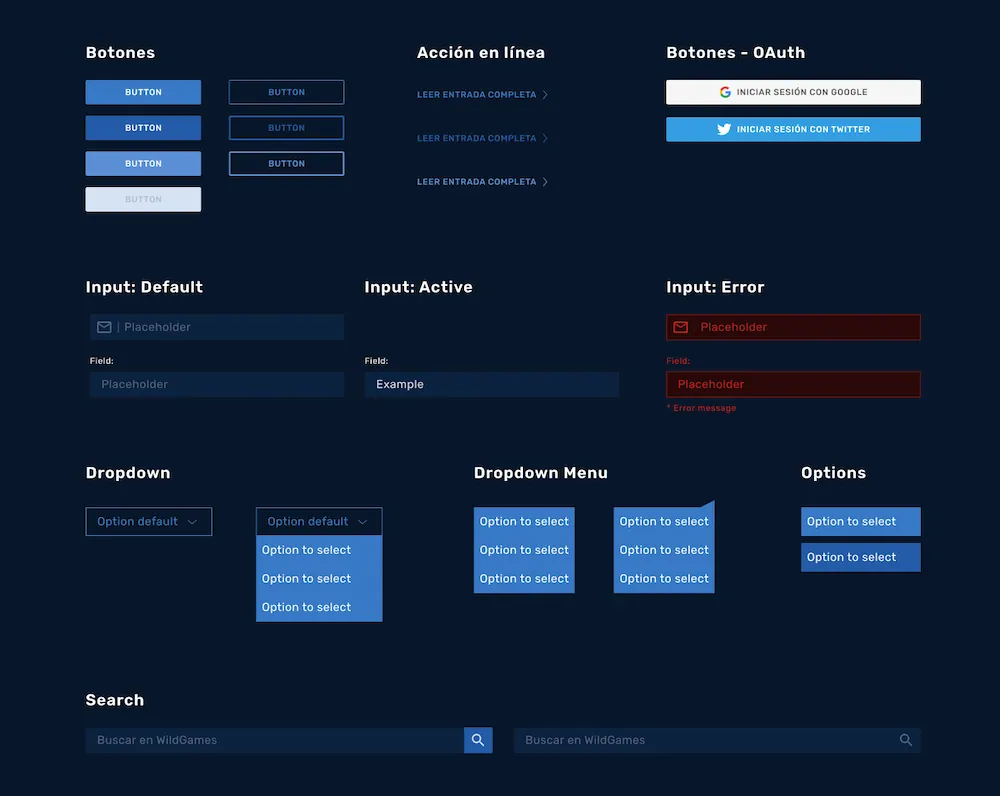 Botones
BUTTON
BUTTON
BUTTON
BUTTON
BUTTON
BUTTON
BUTTON
Acción en línea
LEER ENTRADA COMPLETA
LEER ENTRADA COMPLETA
LEER ENTRADA COMPLETA
Botones - OAuth
INICIAR SESIÓN CON GOOGLE
INICIAR SESIÓN CON TWITTER
Input: Default
| Placeholder
Field:
Placeholder
Input: Active
Field:
Example
Input: Error
Placeholder
Field:
Placeholder
* Error message
Dropdown
Option default
Option default
Option to select
Option to select
Option to select
Dropdown Menu
Option to select
Option to select
Option to select
Option to select
Option to select
Option to select
Options
Option to select
Option to select
Search
Buscar en WildGames
Buscar en WildGames